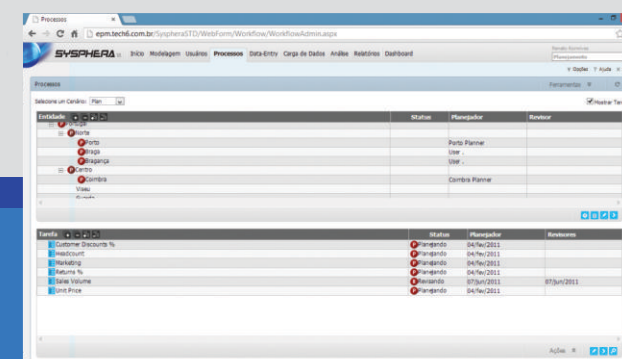 Processos
epm.tech6.com.br/SyspheraSTD/WebForm/Workflow/WorkflowAdmin.aspx
SYSPHERA
Início Modelagem Usuários Processos Data-Entry Carga de Dados Análise Relatórios Dashboard
Planejamento
Opções ? Ajuda
Processos Ferramentas
Selecione um Cenário: Plan Mostrar Tar
Entidade Status Planejador Revisor
Portugal
Norte
Porto Porto Planner
Braga User .
Bragança User .
Centro
Coimbra Coimbra Planner
Viseu
Tarefa Status Planejador Revisores
Customer Discounts % Planejando 04/fev/2011
Headcount Planejando 04/fev/2011
Marketing Planejando 04/fev/2011
Returns % Planejando 04/fev/2011
Sales Volume Revisando 07/jun/2011 07/jun/2011
Unit Price Planejando 04/fev/2011
Ações